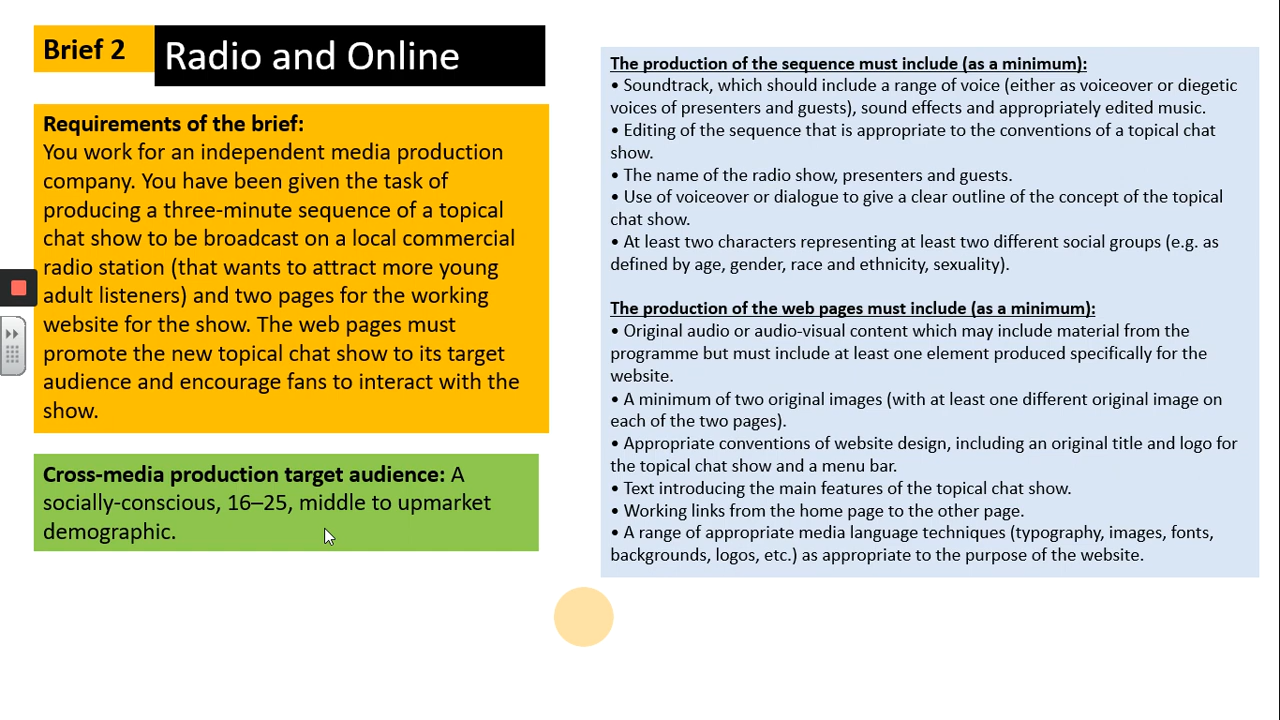 Brief 2
Radio and Online
Requirements of the brief:
You work for an independent media production
company. You have been given the task of
producing a three-minute sequence of a topical
chat show to be broadcast on a local commercial
radio station (that wants to attract more young
adult listeners) and two pages for the working
website for the show. The web pages must
promote the new topical chat show to its target
audience and encourage fans to interact with the
show.
Cross-media production target audience: A
socially-conscious, 16–25, middle to upmarket
demographic.
The production of the sequence must include (as a minimum):
• Soundtrack, which should include a range of voice (either as voiceover or diegetic
voices of presenters and guests), sound effects and appropriately edited music.
• Editing of the sequence that is appropriate to the conventions of a topical chat
show.
• The name of the radio show, presenters and guests.
• Use of voiceover or dialogue to give a clear outline of the concept of the topical
chat show.
• At least two characters representing at least two different social groups (e.g. as
defined by age, gender, race and ethnicity, sexuality).
The production of the web pages must include (as a minimum):
• Original audio or audio-visual content which may include material from the
programme but must include at least one element produced specifically for the
website.
• A minimum of two original images (with at least one different original image on
each of the two pages).
• Appropriate conventions of website design, including an original title and logo for
the topical chat show and a menu bar.
• Text introducing the main features of the topical chat show.
• Working links from the home page to the other page.
• A range of appropriate media language techniques (typography, images, fonts,
backgrounds, logos, etc.) as appropriate to the purpose of the website.